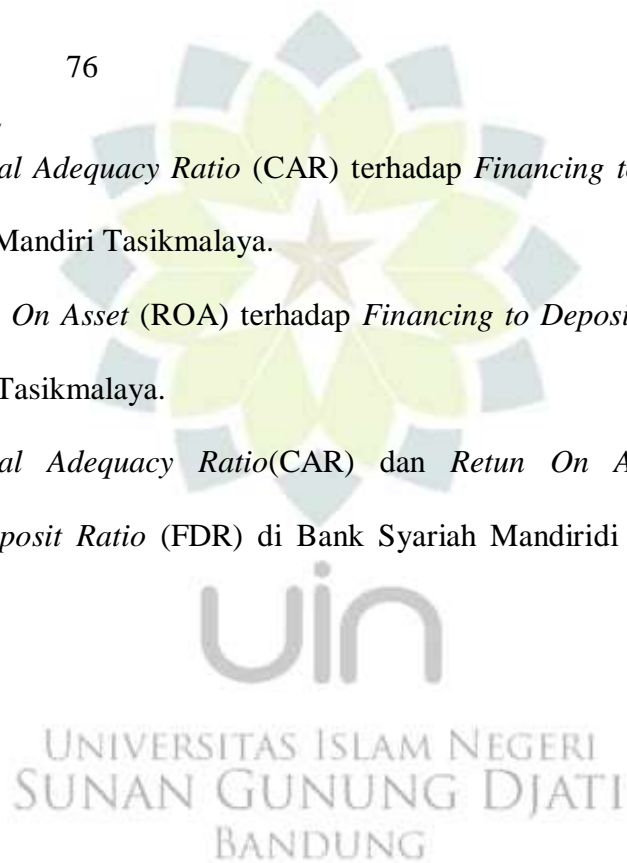 76
al Adequacy Ratio (CAR) terhadap Financing t
Mandiri Tasikmalaya.
On Asset (ROA) terhadap Financing to Deposi
Tasikmalaya.
al Adequacy Ratio(CAR) dan Retun On A
posit Ratio (FDR) di Bank Syariah Mandiridi
uin
UNIVERSITAS ISLAM NEGERI
SUNAN GUNUNG DJATI
BANDUNG